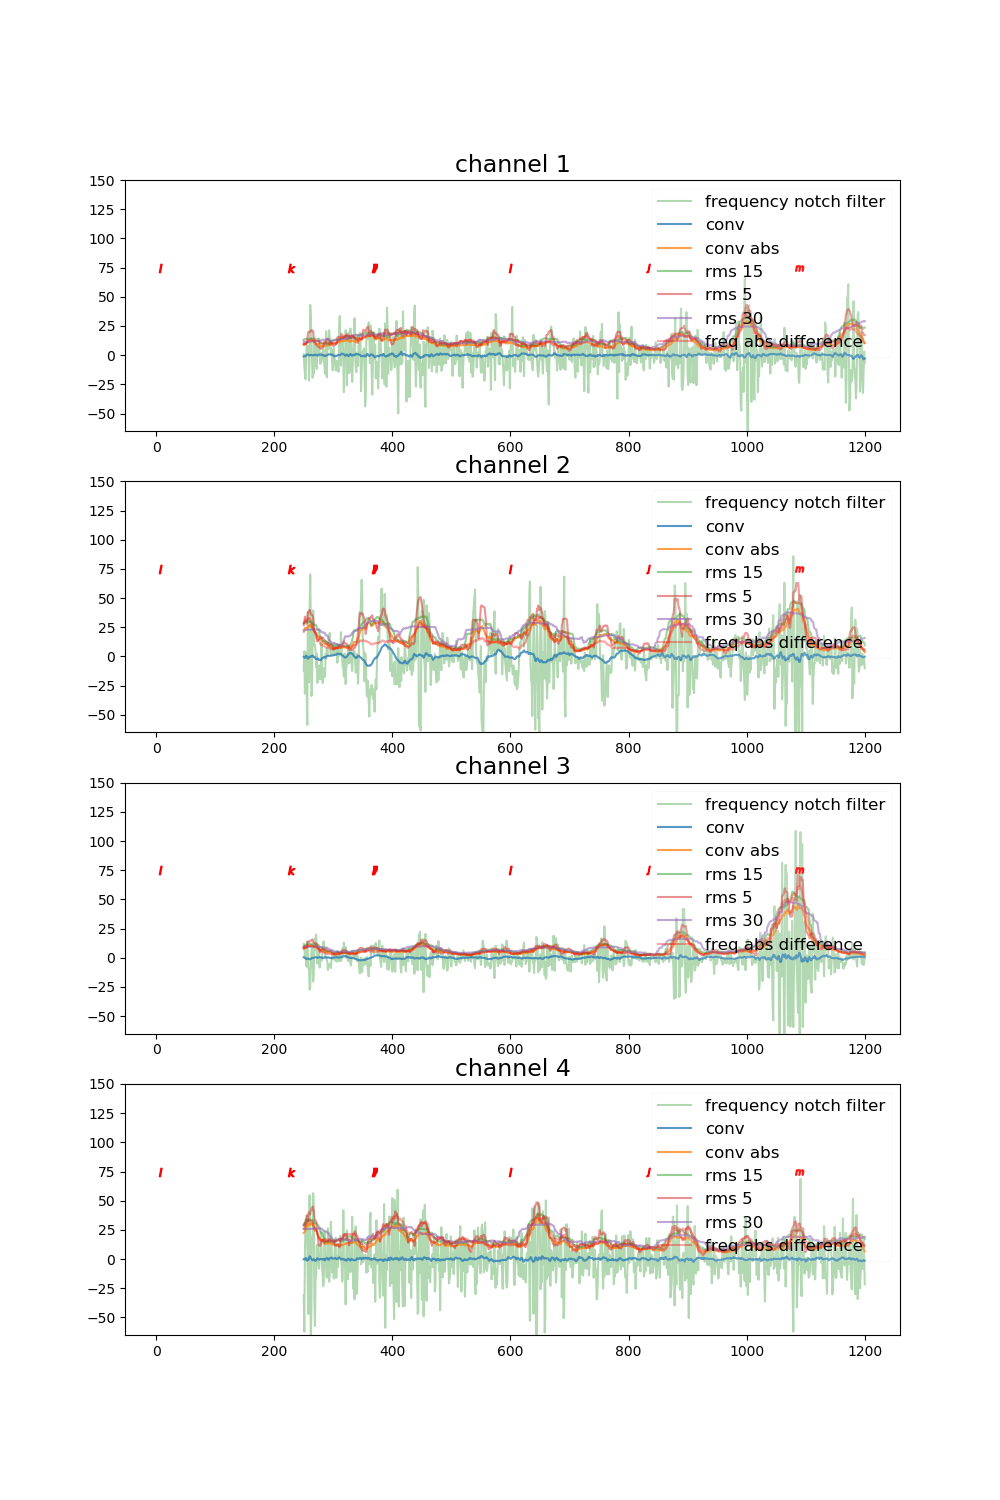 channel 1
150
125
100
75
50
25
0
−25
−50
l k J l J m
frequency notch filter
conv
conv abs
rms 15
rms 5
rms 30
freq abs difference
0 200 400 600 800 1000 1200
channel 2
150
125
100
75
50
25
0
−25
−50
l k l J m
frequency notch filter
conv
conv abs
rms 15
rms 5
rms 30
freq abs difference
0 200 400 600 800 1000 1200
channel 3
150
125
100
75
50
25
0
−25
−50
l k l J m
frequency notch filter
conv
conv abs
rms 15
rms 5
rms 30
freq abs difference
0 200 400 600 800 1000 1200
channel 4
150
125
100
75
50
25
0
−25
−50
l k l J m
frequency notch filter
conv
conv abs
rms 15
rms 5
rms 30
freq abs difference
0 200 400 600 800 1000 1200